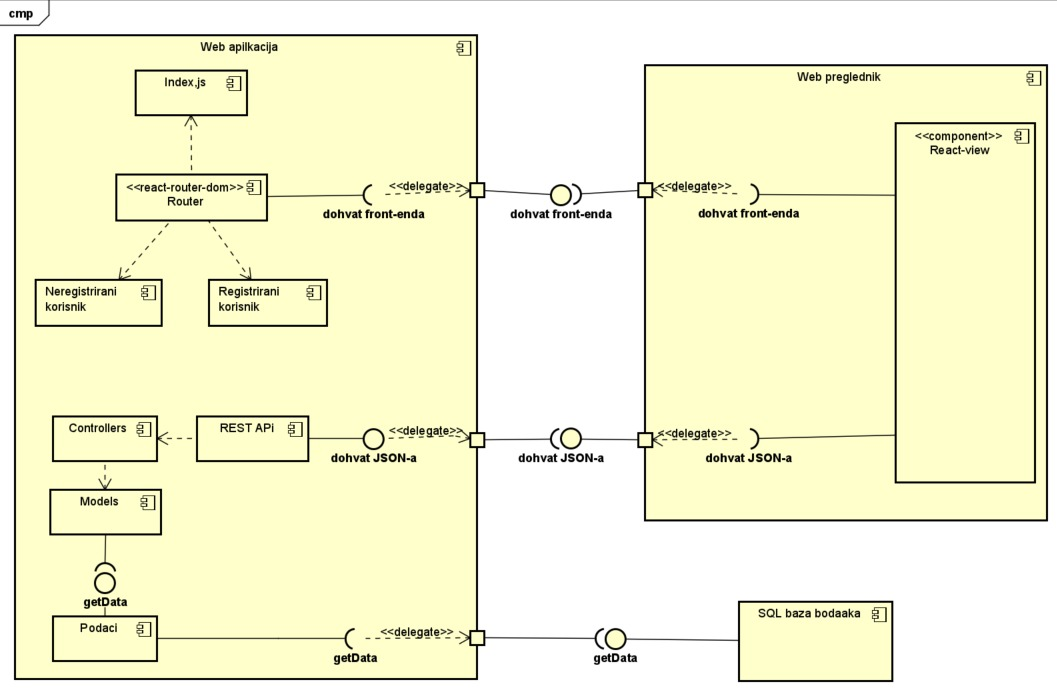 cmp
Web apilkacija
Index,js
<<react-router-dom>>
Router
Neregistrirani
korisnik
Registrirani
korisnik
<<delegate>>
dohvat front-enda
dohvat front-enda
<<delegate>>
dohvat front-enda
Web preglednik
<<component>>
React-view
Controllers
REST APi
<<delegate>>
dohvat JSON-a
dohvat JSON-a
<<delegate>>
dohvat JSON-a
Models
getData
Podaci
<<delegate>>
getData
getData
SQL baza bodaaka